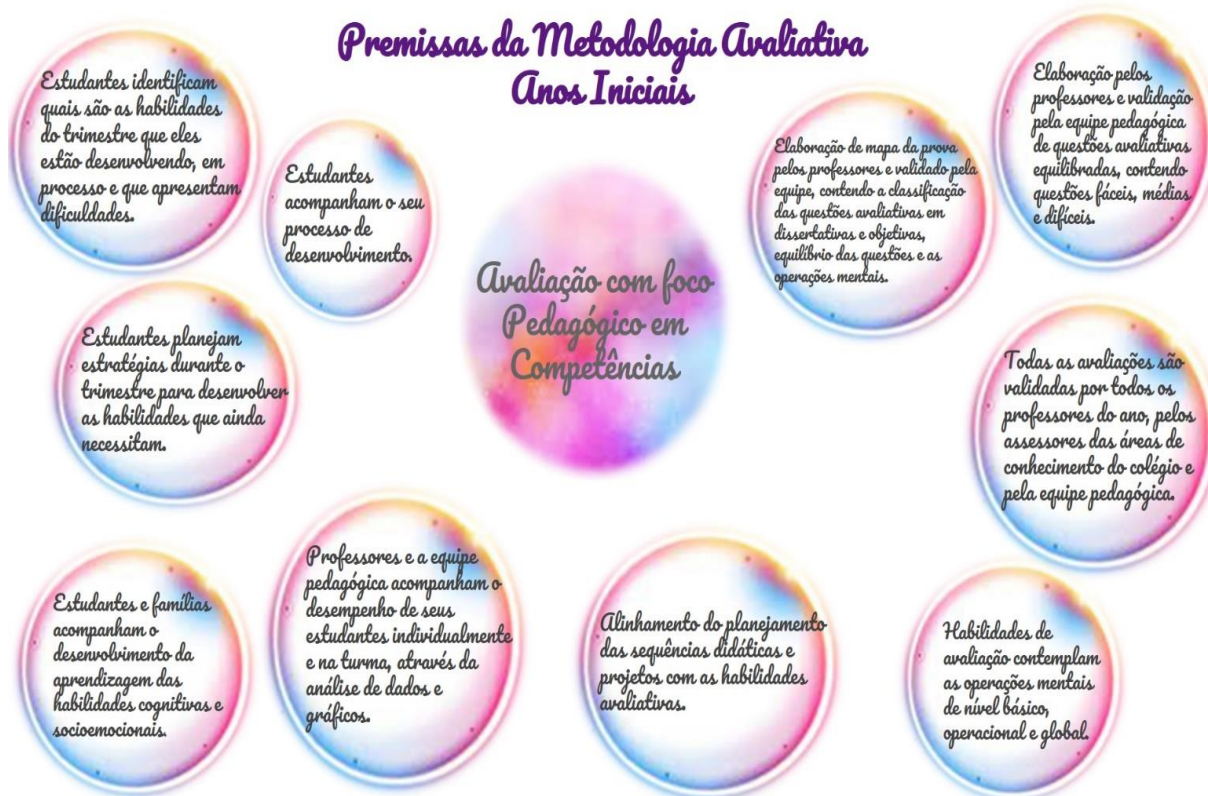 Premissas da Metodologia Avaliativa
Anos Iniciais
Estudantes identificam
quais são as habilidades
do trimestre que eles
estão desenvolvendo, em
processo e que apresentam
dificuldades.
Estudantes
acompanham o seu
processo de
desenvolvimento.
Avaliação com foco
Pedagógico em
Competências
Elaboração de mapa da prova
pelos professores e validado pela
equipe, contendo a classificação
das questões avaliativas em
dissertativas e objetivas,
equilíbrio das questões e as
operações mentais.
Elaboração pelos
professores e validação
pela equipe pedagógica
de questões avaliativas
equilibradas, contendo
questões fáceis, médias
e difíceis.
Estudantes planejam
estratégias durante o
trimestre para desenvolver
as habilidades que ainda
necessitam.
Todas as avaliações são
validadas por todos os
professores do ano, pelos
assessores das áreas de
conhecimento do colégio e
pela equipe pedagógica.
Estudantes e famílias
acompanham o
desenvolvimento da
aprendizagem das
habilidades cognitivas e
socioemocionais.
Professores e a equipe
pedagógica acompanham o
desempenho de seus
estudantes individualmente
e na turma, através da
análise de dados e
gráficos.
Alinhamento do planejamento
das sequências didáticas e
projetos com as habilidades
avaliativas.
Habilidades de
avaliação contemplam
as operações mentais
de nível básico,
operacional e global.